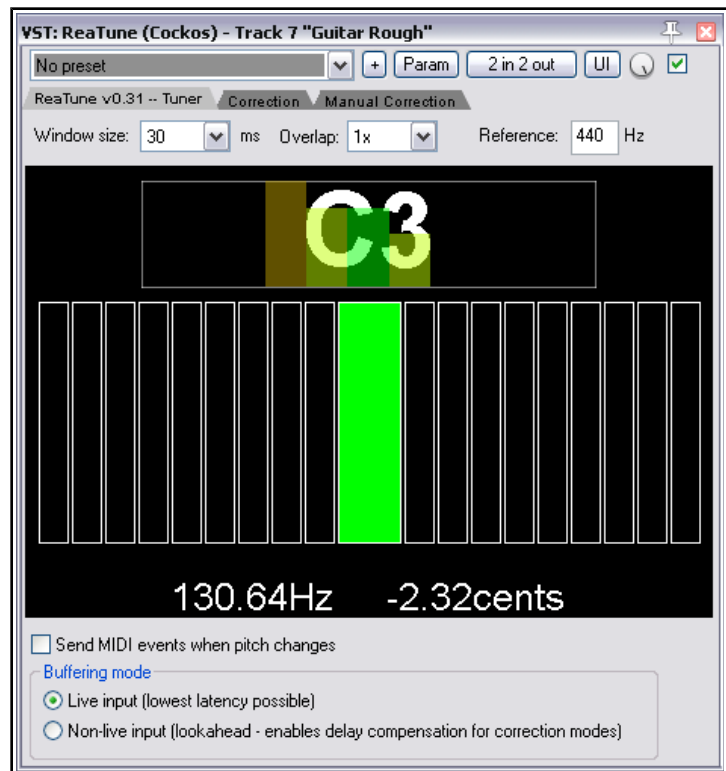 VST: ReaTune (Cockos) - Track 7 "Guitar Rough"
No preset + Param 2 in 2 out UI
ReaTune v0.31 -- Tuner Correction Manual Correction
Window size: 30 ms Overlap: 1x Reference: 440 Hz
C3
130.64Hz -2.32cents
Send MIDI events when pitch changes
Buffering mode
Live input (lowest latency possible)
Non-live input (lookahead - enables delay compensation for correction modes)